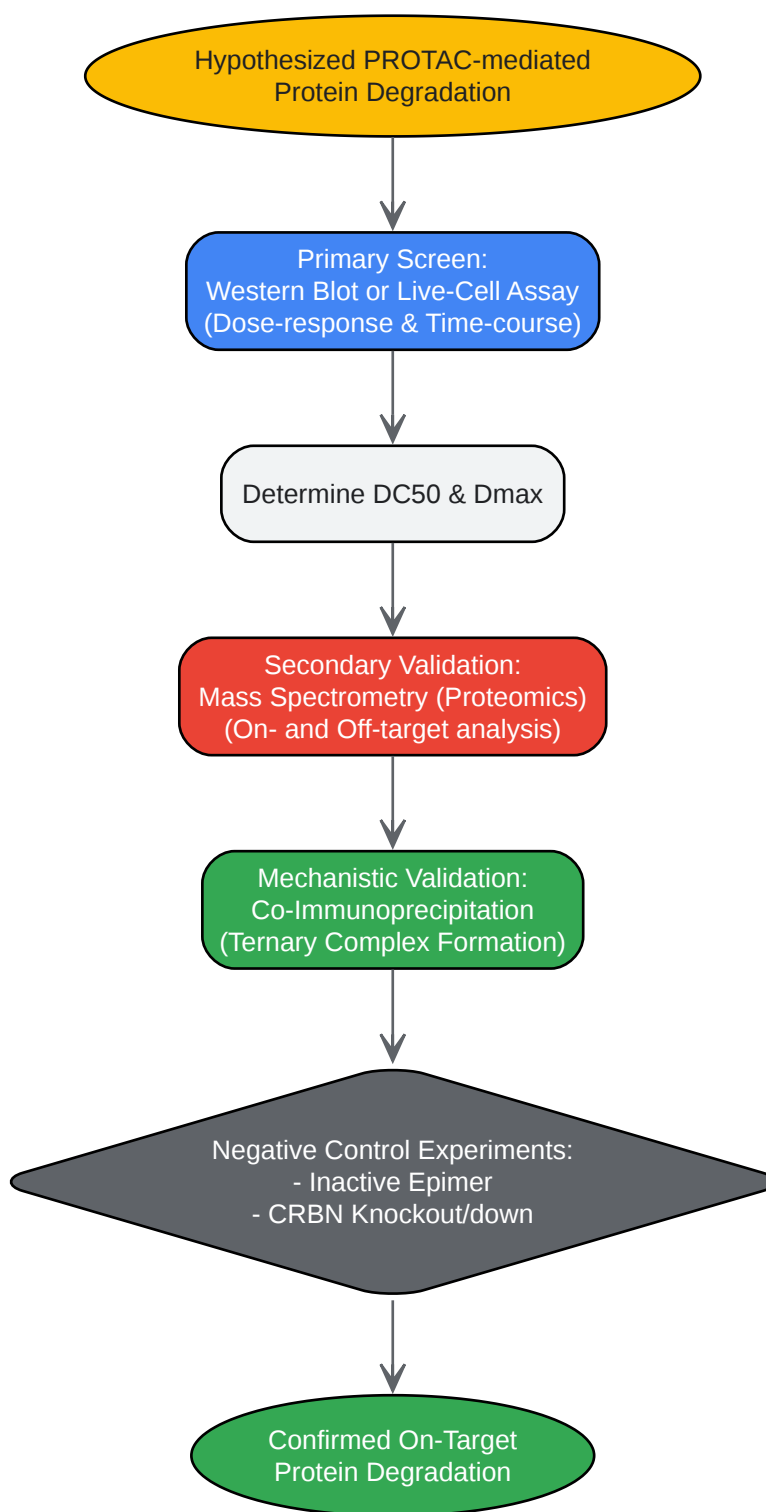 Hypothesized PROTAC-mediated
Protein Degradation
Primary Screen:
Western Blot or Live-Cell Assay
(Dose-response & Time-course)
Determine DC50 & Dmax
Secondary Validation:
Mass Spectrometry (Proteomics)
(On- and Off-target analysis)
Mechanistic Validation:
Co-Immunoprecipitation
(Ternary Complex Formation)
Negative Control Experiments:
- Inactive Epimer
- CRBN Knockout/down
Confirmed On-Target
Protein Degradation